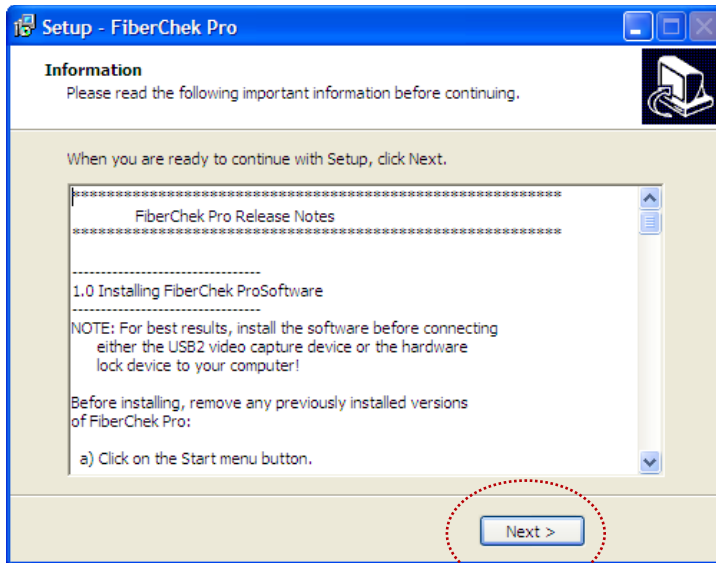 Setup - FiberChek Pro
Information
Please read the following important information before continuing.
When you are ready to continue with Setup, click Next.
*********************************************************
FiberChek Pro Release Notes
*********************************************************
---------------------------------
1.0 Installing FiberChek ProSoftware
---------------------------------
NOTE: For best results, install the software before connecting
either the USB2 video capture device or the hardware
lock device to your computer!
Before installing, remove any previously installed versions
of FiberChek Pro:
a) Click on the Start menu button.
Next >